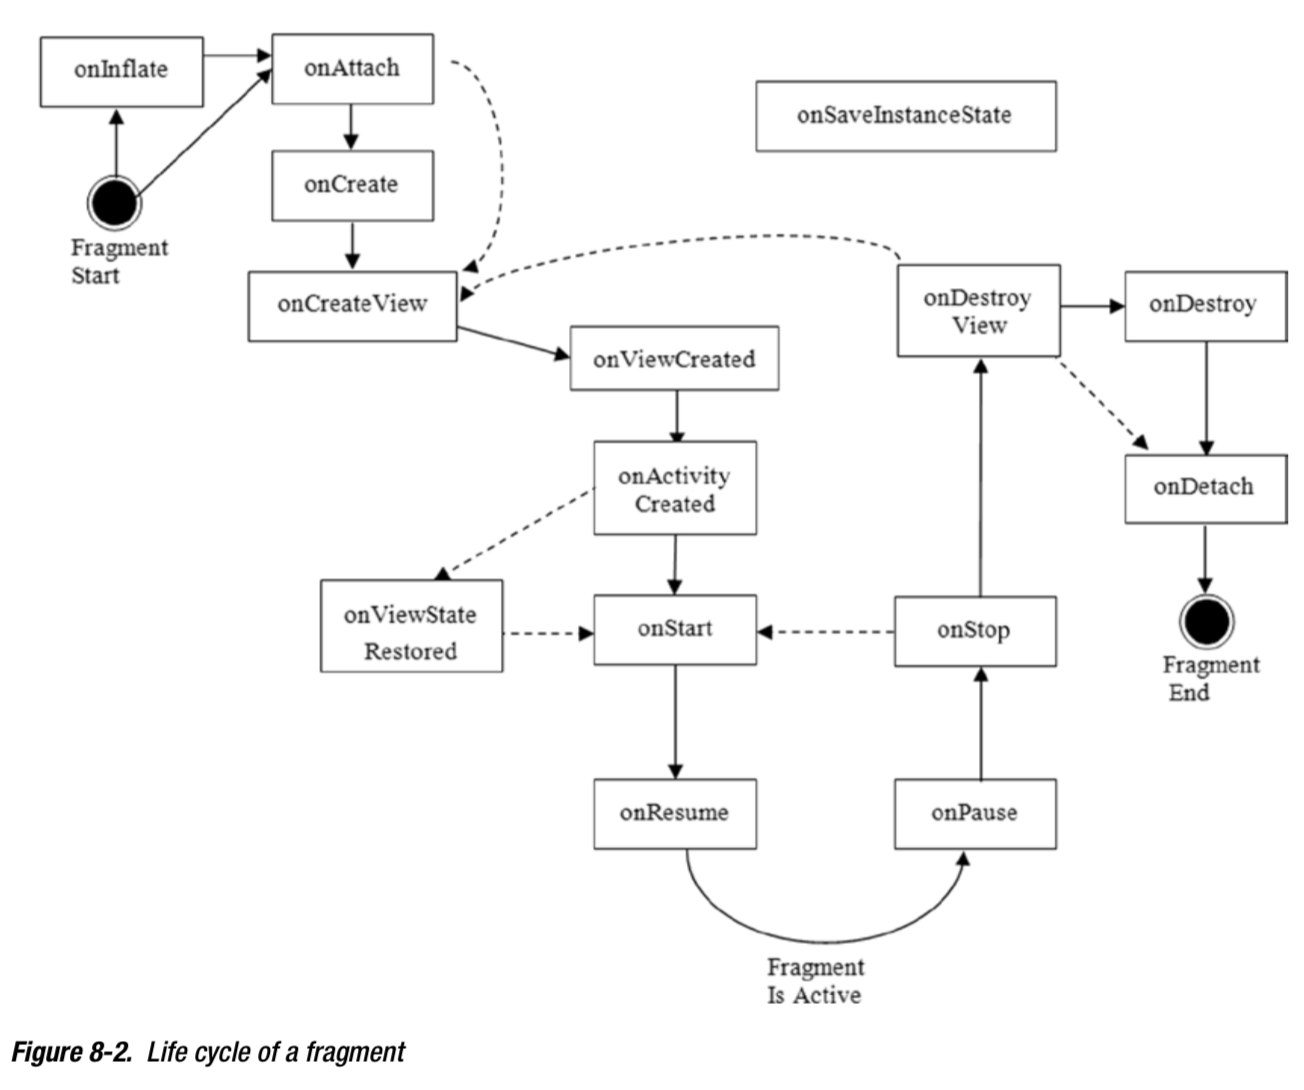 onInflate
onAttach
onSaveInstanceState
onCreate
Fragment
Start
onCreateView
onDestroy
View
onDestroy
onViewCreated
onActivity
Created
onDetach
onViewState
Restored
onStart
onStop
Fragment
End
onResume
onPause
Fragment
Is Active
Figure 8-2. Life cycle of a fragment